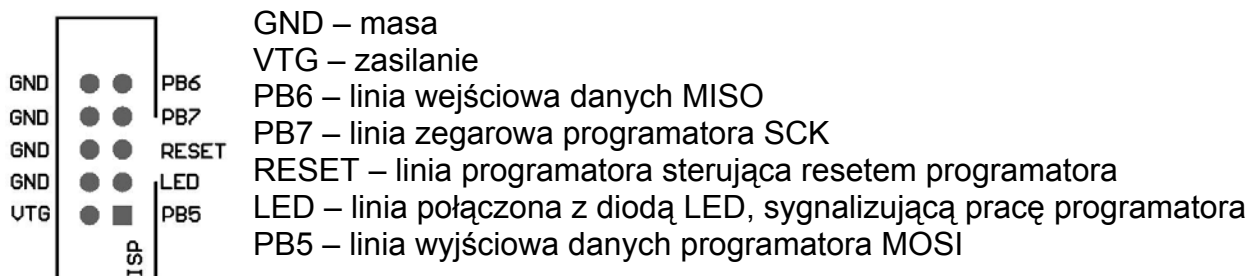 GND PB6
GND PB7
GND RESET
GND LED
VTG PB5
ISP
GND – masa
VTG – zasilanie
PB6 – linia wejściowa danych MISO
PB7 – linia zegarowa programatora SCK
RESET – linia programatora sterująca resetem programatora
LED – linia połączona z diodą LED, sygnalizującą pracę programatora
PB5 – linia wyjściowa danych programatora MOSI